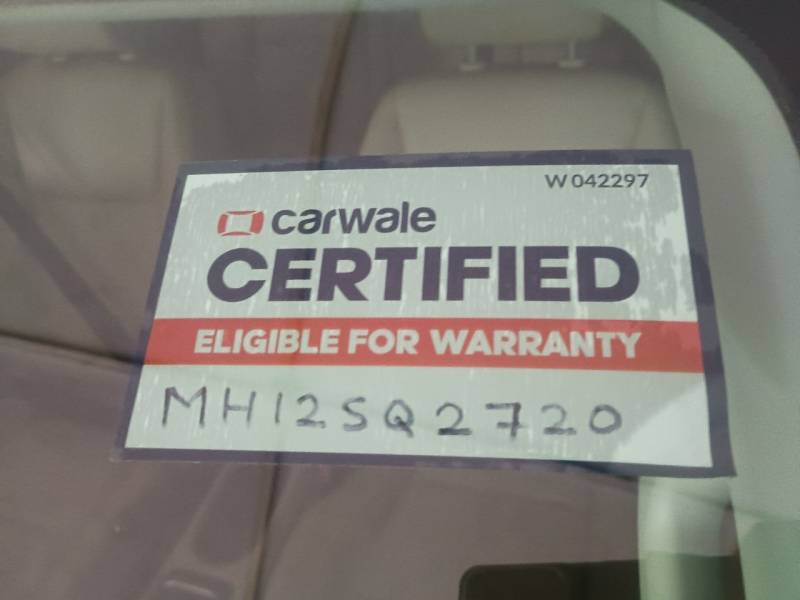 W 042297
carwale
CERTIFIED
ELIGIBLE FOR WARRANTY
MH12SQ2720